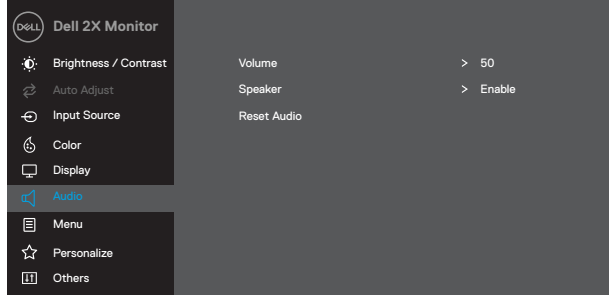 DELL Dell 2X Monitor
Brightness / Contrast
Auto Adjust
Input Source
Color
Display
Audio
Menu
Personalize
Others
Volume > 50
Speaker > Enable
Reset Audio